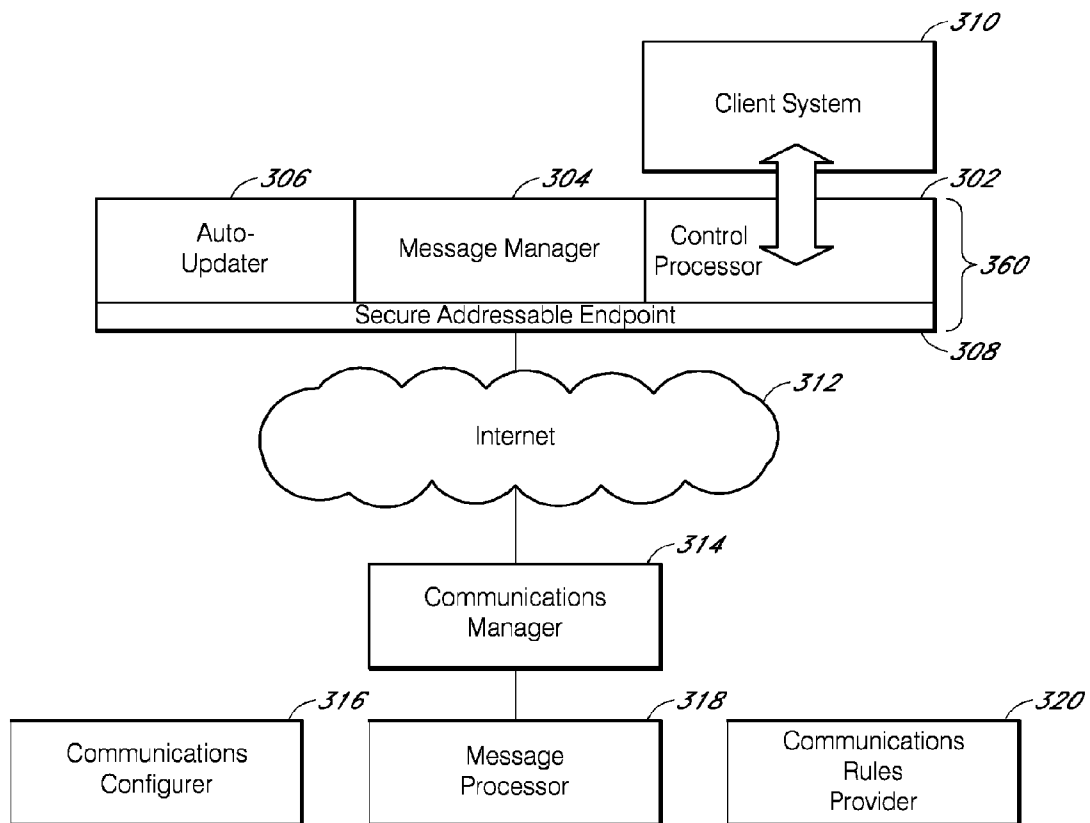 310
Client System
306
304
302
Auto-
Updater
Message Manager
Control
Processor
360
Secure Addressable Endpoint
308
312
Internet
314
Communications
Manager
316
318
320
Communications
Configurer
Message
Processor
Communications
Rules
Provider